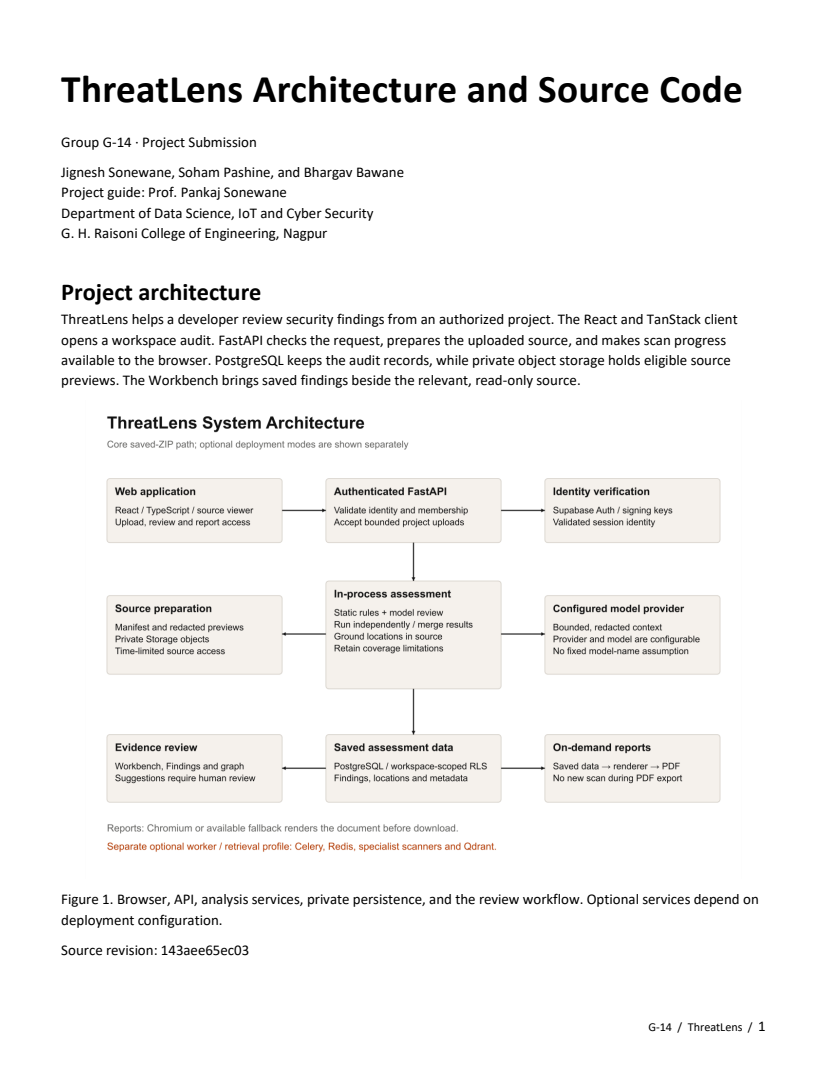 ThreatLens Architecture and Source Code
Group G-14 · Project Submission
Jignesh Sonewane, Soham Pashine, and Bhargav Bawane
Project guide: Prof. Pankaj Sonewane
Department of Data Science, IoT and Cyber Security
G. H. Raisoni College of Engineering, Nagpur
Project architecture
ThreatLens helps a developer review security findings from an authorized project. The React and TanStack client
opens a workspace audit. FastAPI checks the request, prepares the uploaded source, and makes scan progress
available to the browser. PostgreSQL keeps the audit records, while private object storage holds eligible source
previews. The Workbench brings saved findings beside the relevant, read-only source.
ThreatLens System Architecture
Core saved-ZIP path; optional deployment modes are shown separately
Web application
React / TypeScript / source viewer
Upload, review and report access
Authenticated FastAPI
Validate identity and membership
Accept bounded project uploads
Identity verification
Supabase Auth / signing keys
Validated session identity
Source preparation
Manifest and redacted previews
Private Storage objects
Time-limited source access
In-process assessment
Static rules + model review
Run independently / merge results
Ground locations in source
Retain coverage limitations
Configured model provider
Bounded, redacted context
Provider and model are configurable
No fixed model-name assumption
Evidence review
Workbench, Findings and graph
Suggestions require human review
Saved assessment data
PostgreSQL / workspace-scoped RLS
Findings, locations and metadata
On-demand reports
Saved data → renderer → PDF
No new scan during PDF export
Reports: Chromium or available fallback renders the document before download.
Separate optional worker / retrieval profile: Celery, Redis, specialist scanners and Qdrant.
Figure 1. Browser, API, analysis services, private persistence, and the review workflow. Optional services depend on
deployment configuration.
Source revision: 143aee65ec03
G-14 / ThreatLens / 1